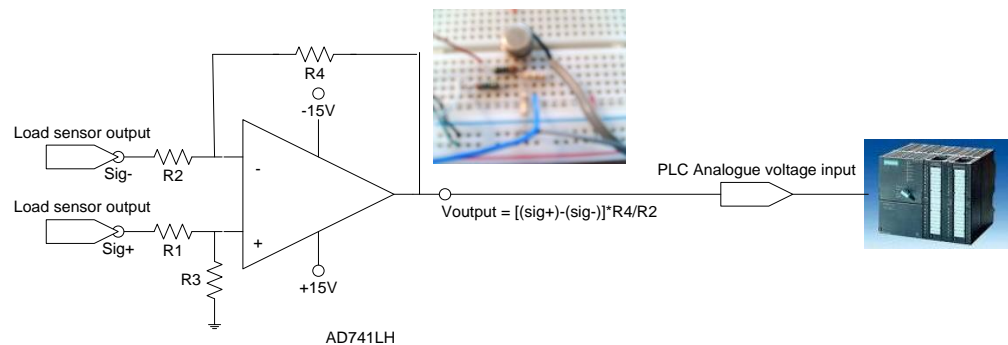 R4
-15V
Load sensor output
Sig-
R2
-
PLC Analogue voltage input
Load sensor output
Sig+
R1
+
Voutput = [(sig+)-(sig-)]*R4/R2
R3
+15V
AD741LH